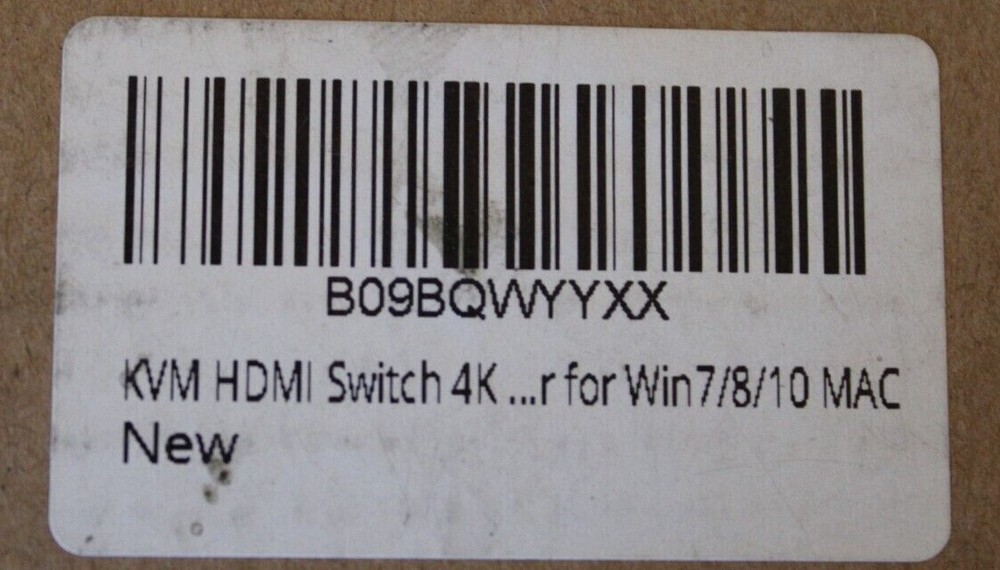 B09BQWYYXX
KVM HDMI Switch 4K ...r for Win7/8/10 MAC
New